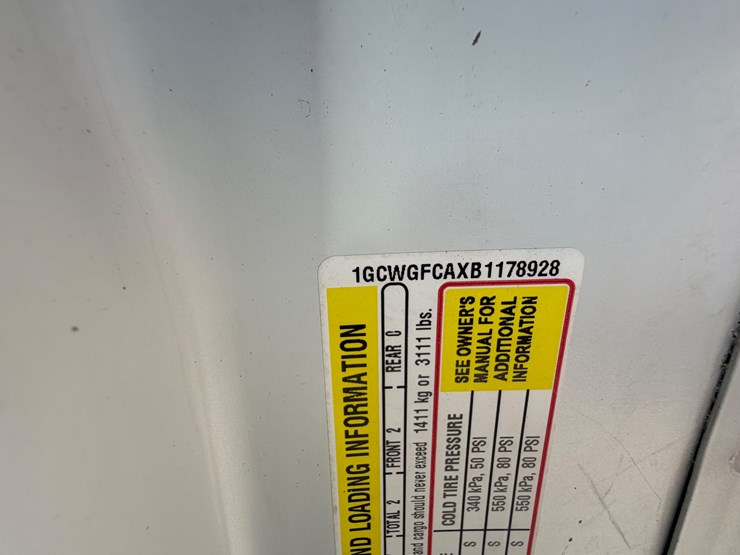 1GCWGFCAXB1178928
ND LOADING INFORMATION
TOTAL 2 FRONT 2 REAR 0
and cargo should never exceed 1411 kg or 3111 lbs.
COLD TIRE PRESSURE
SEE OWNER'S
MANUAL FOR
ADDITIONAL
INFORMATION
S 340 kPa, 50 PSI
S 550 kPa, 80 PSI
S 550 kPa, 80 PSI